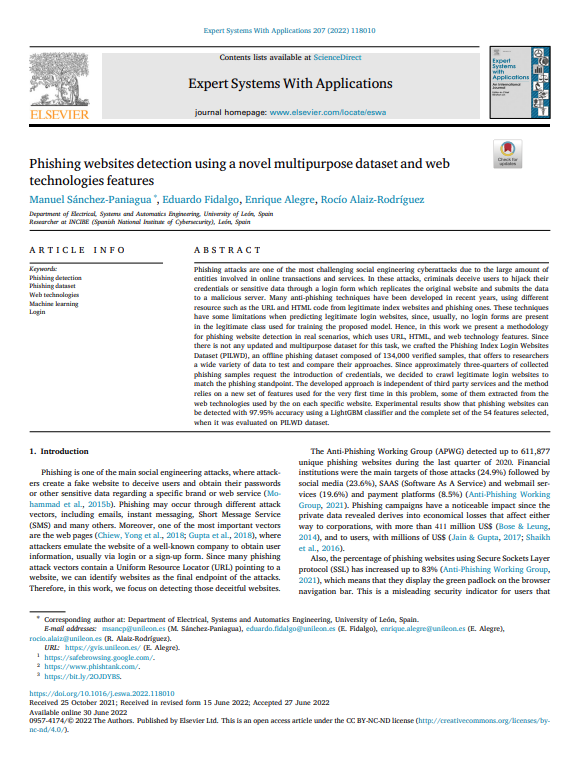 Expert Systems With Applications 207 (2022) 118010
Contents lists available at ScienceDirect
Expert Systems With Applications
journal homepage: www.elsevier.com/locate/eswa
ELSEVIER
Expert
Systems
with
Applications
An International
Journal
Check for
updates
Phishing websites detection using a novel multipurpose dataset and web
technologies features
Manuel Sánchez-Paniagua *, Eduardo Fidalgo, Enrique Alegre, Rocío Alaiz-Rodríguez
Department of Electrical, Systems and Automatics Engineering, University of León, Spain
Researcher at INCIBE (Spanish National Institute of Cybersecurity), León, Spain
ARTICLE INFO
Keywords:
Phishing detection
Phishing dataset
Web technologies
Machine learning
Login
ABSTRACT
Phishing attacks are one of the most challenging social engineering cyberattacks due to the large amount of
entities involved in online transactions and services. In these attacks, criminals deceive users to hijack their
credentials or sensitive data through a login form which replicates the original website and submits the data
to a malicious server. Many anti-phishing techniques have been developed in recent years, using different
resource such as the URL and HTML code from legitimate index websites and phishing ones. These techniques
have some limitations when predicting legitimate login websites, since, usually, no login forms are present
in the legitimate class used for training the proposed model. Hence, in this work we present a methodology
for phishing website detection in real scenarios, which uses URL, HTML, and web technology features. Since
there is not any updated and multipurpose dataset for this task, we crafted the Phishing Index Login Websites
Dataset (PILWD), an offline phishing dataset composed of 134,000 verified samples, that offers to researchers
a wide variety of data to test and compare their approaches. Since approximately three-quarters of collected
phishing samples request the introduction of credentials, we decided to crawl legitimate login websites to
match the phishing standpoint. The developed approach is independent of third party services and the method
relies on a new set of features used for the very first time in this problem, some of them extracted from the
web technologies used by the on each specific website. Experimental results show that phishing websites can
be detected with 97.95% accuracy using a LightGBM classifier and the complete set of the 54 features selected,
when it was evaluated on PILWD dataset.
1. Introduction
Phishing is one of the main social engineering attacks, where attack-
ers create a fake website to deceive users and obtain their passwords
or other sensitive data regarding a specific brand or web service (Mo-
hammad et al., 2015b). Phishing may occur through different attack
vectors, including emails, instant messaging, Short Message Service
(SMS) and many others. Moreover, one of the most important vectors
are the web pages (Chiew, Yong et al., 2018; Gupta et al., 2018), where
attackers emulate the website of a well-known company to obtain user
information, usually via login or a sign-up form. Since many phishing
attack vectors contain a Uniform Resource Locator (URL) pointing to a
website, we can identify websites as the final endpoint of the attacks.
Therefore, in this work, we focus on detecting those deceitful websites.
The Anti-Phishing Working Group (APWG) detected up to 611,877
unique phishing websites during the last quarter of 2020. Financial
institutions were the main targets of those attacks (24.9%) followed by
social media (23.6%), SAAS (Software As A Service) and webmail ser-
vices (19.6%) and payment platforms (8.5%) (Anti-Phishing Working
Group, 2021). Phishing campaigns have a noticeable impact since the
private data revealed derives into economical losses that affect either
way to corporations, with more than 411 million US$ (Bose & Leung,
2014), and to users, with millions of US$ (Jain & Gupta, 2017; Shaikh
et al., 2016).
Also, the percentage of phishing websites using Secure Sockets Layer
protocol (SSL) has increased up to 83% (Anti-Phishing Working Group,
2021), which means that they display the green padlock on the browser
navigation bar. This is a misleading security indicator for users that
* Corresponding author at: Department of Electrical, Systems and Automatics Engineering, University of León, Spain.
E-mail addresses: msancp@unileon.es (M. Sánchez-Paniagua), eduardo.fidalgo@unileon.es (E. Fidalgo), enrique.alegre@unileon.es (E. Alegre),
rocio.alaiz@unileon.es (R. Alaiz-Rodríguez).
URL: https://gvis.unileon.es/ (E. Alegre).
1 https://safebrowsing.google.com/.
2 https://www.phishtank.com/.
3 https://bit.ly/2OJDYBS.
https://doi.org/10.1016/j.eswa.2022.118010
Received 25 October 2021; Received in revised form 15 June 2022; Accepted 27 June 2022
Available online 30 June 2022
0957-4174/© 2022 The Authors. Published by Elsevier Ltd. This is an open access article under the CC BY-NC-ND license (http://creativecommons.org/licenses/by-
nc-nd/4.0/).